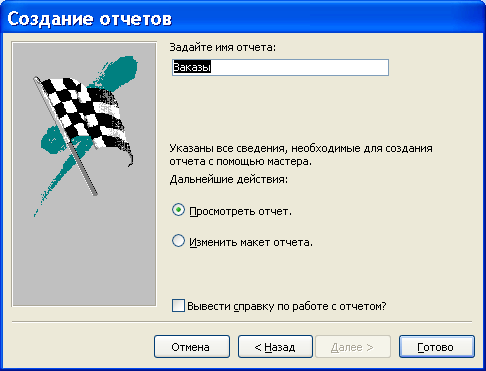 Создание отчетов
Задайте имя отчета:
Заказы
Указаны все сведения, необходимые для создания
отчета с помощью мастера.
Дальнейшие действия:
Просмотреть отчет.
Изменить макет отчета.
Вывести справку по работе с отчетом?
Отмена
< Назад
Далее >
Готово